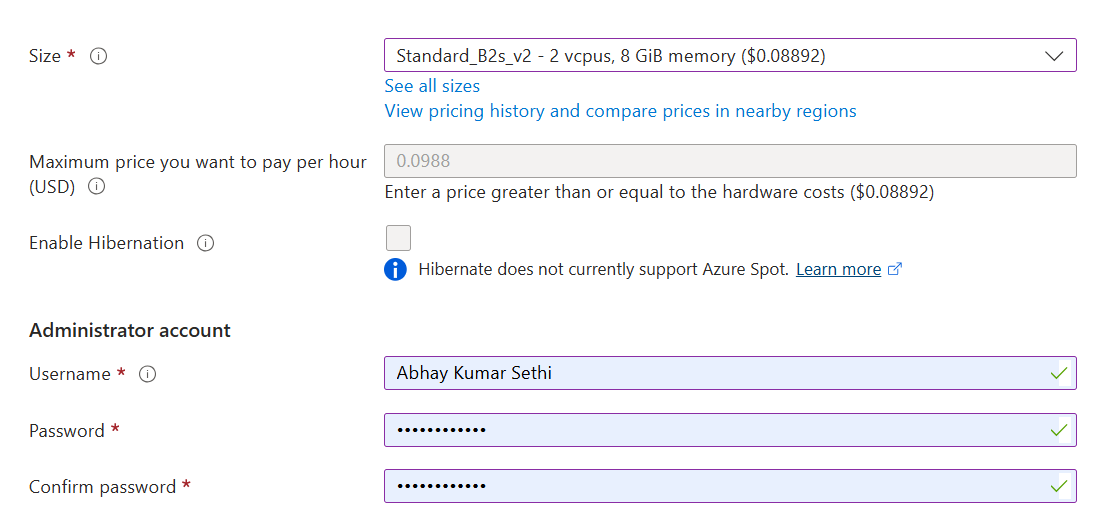 Size *
Standard_B2s_v2 - 2 vcpus, 8 GiB memory ($0.08892)
See all sizes
View pricing history and compare prices in nearby regions
Maximum price you want to pay per hour
(USD)
0.0988
Enter a price greater than or equal to the hardware costs ($0.08892)
Enable Hibernation
Hibernate does not currently support Azure Spot. Learn more
Administrator account
Username *
Abhay Kumar Sethi
Password *
••••••••••••
Confirm password *
••••••••••••